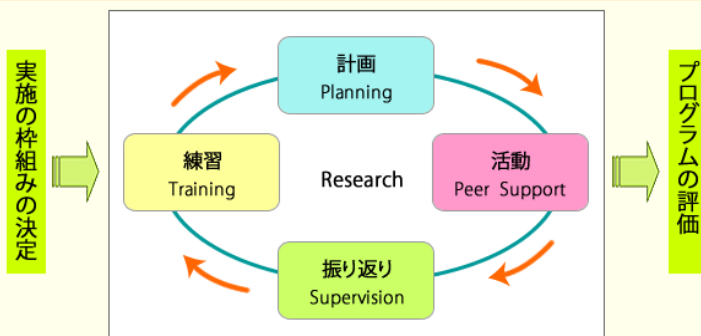 実施の枠組みの決定
計画
Planning
練習
Training
Research
活動
Peer Support
振り返り
Supervision
プログラムの評価